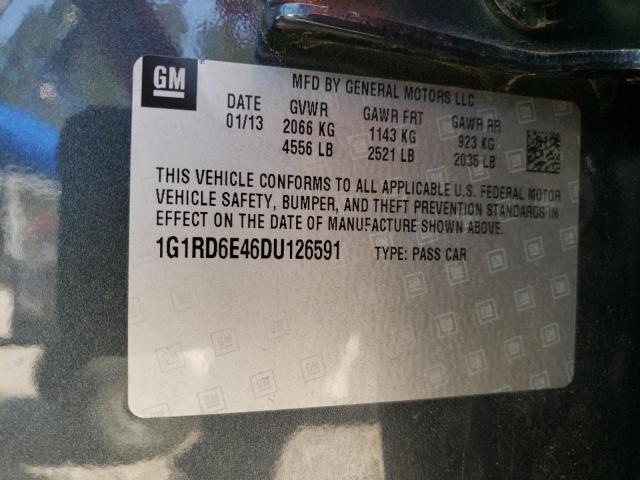 GM
MFD BY GENERAL MOTORS LLC
DATE GVWR GAWR FRT GAWR RR
01/13 2066 KG 1143 KG 923 KG
4556 LB 2521 LB 2035 LB
THIS VEHICLE CONFORMS TO ALL APPLICABLE U.S. FEDERAL MOTOR
VEHICLE SAFETY, BUMPER, AND THEFT PREVENTION STANDARDS IN
EFFECT ON THE DATE OF MANUFACTURE SHOWN ABOVE.
1G1RD6E46DU126591 TYPE: PASS CAR